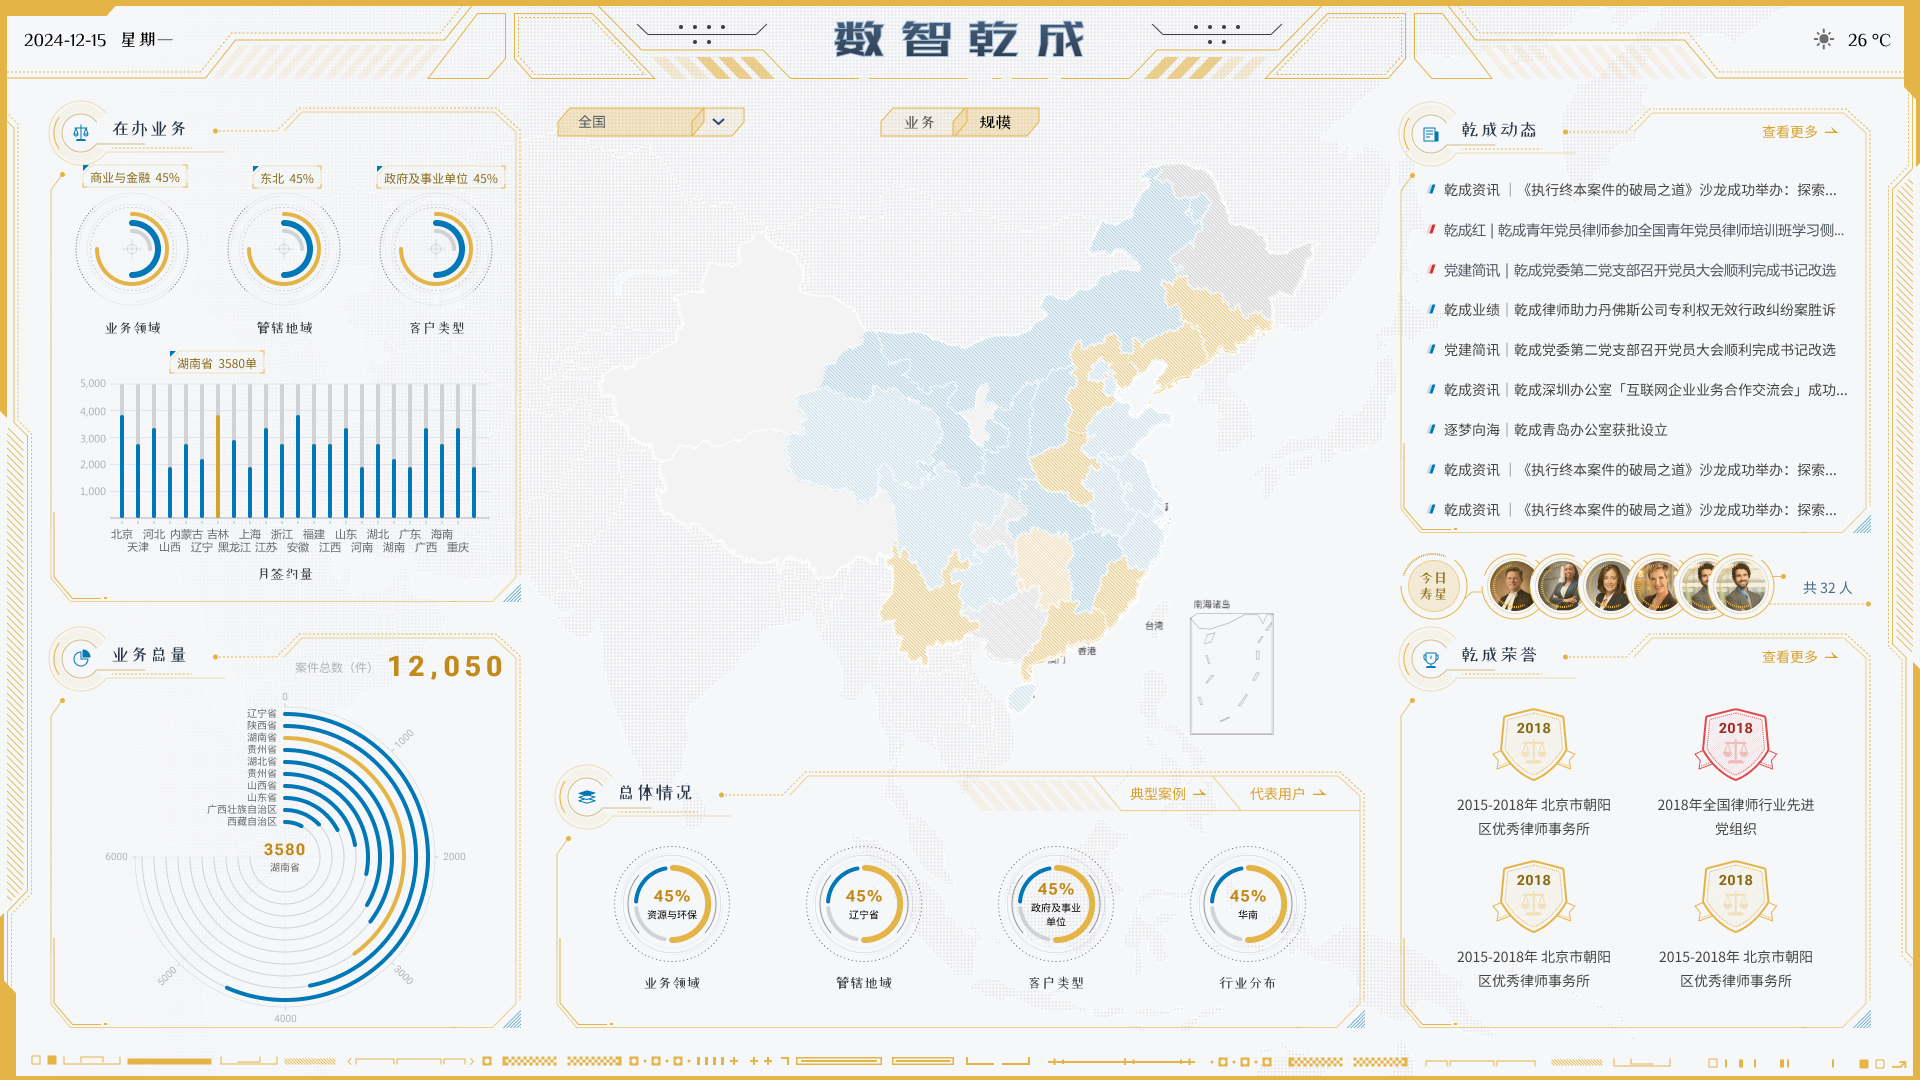 2024-12-15 星期一
数智乾成
26 °C
在办业务
商业与金融 45%
东北 45%
政府及事业单位 45%
业务领域
管辖地域
客户类型
湖南省 3580单
5,000
4,000
3,000
2,000
1,000
北京 河北 内蒙古 吉林 上海 浙江 福建 山东 湖北 广东 海南
天津 山西 辽宁 黑龙江 江苏 安徽 江西 河南 湖南 广西 重庆
月签约量
业务总量
案件总数（件） 12,050
0
1000
2000
3000
4000
5000
6000
辽宁省
陕西省
湖南省
贵州省
湖北省
贵州省
山西省
山东省
广西壮族自治区
西藏自治区
3580
湖南省
全国
业务 规模
南海诸岛
台湾
香港
澳门
总体情况
典型案例
代表用户
45%
资源与环保
业务领域
45%
辽宁省
管辖地域
45%
政府及事业
单位
客户类型
45%
华南
行业分布
乾成动态
查看更多
乾成资讯 | 《执行终本案件的破局之道》沙龙成功举办：探索...
乾成红 | 乾成青年党员律师参加全国青年党员律师培训班学习侧...
党建简讯 | 乾成党委第二党支部召开党员大会顺利完成书记改选
乾成业绩 | 乾成律师助力丹佛斯公司专利权无效行政纠纷案胜诉
党建简讯 | 乾成党委第二党支部召开党员大会顺利完成书记改选
乾成资讯 | 乾成深圳办公室「互联网企业业务合作交流会」成功...
逐梦向海 | 乾成青岛办公室获批设立
乾成资讯 | 《执行终本案件的破局之道》沙龙成功举办：探索...
乾成资讯 | 《执行终本案件的破局之道》沙龙成功举办：探索...
今日
寿星
共 32 人
乾成荣誉
查看更多
2018
2015-2018年 北京市朝阳
区优秀律师事务所
2018
2018年全国律师行业先进
党组织
2018
2015-2018年 北京市朝阳
区优秀律师事务所
2018
2015-2018年 北京市朝阳
区优秀律师事务所